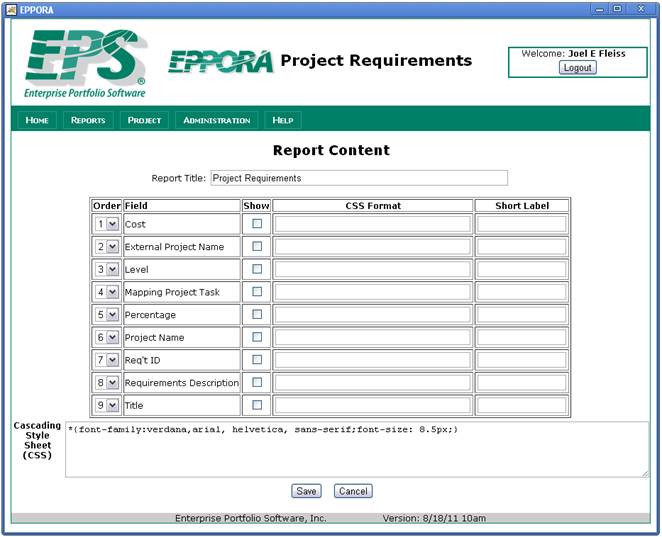 EPPORA
EPS®
Enterprise Portfolio Software
EPPORA Project Requirements
Welcome: Joel E Fleiss
Logout
HOME REPORTS PROJECT ADMINISTRATION HELP
Report Content
Report Title: Project Requirements
Order Field Show CSS Format Short Label
1 Cost
2 External Project Name
3 Level
4 Mapping Project Task
5 Percentage
6 Project Name
7 Req't ID
8 Requirements Description
9 Title
Cascading
Style
Sheet
(CSS)
*{font-family:verdana,arial, helvetica, sans-serif;font-size: 8.5px;}
Save Cancel
Enterprise Portfolio Software, Inc. Version: 8/18/11 10am